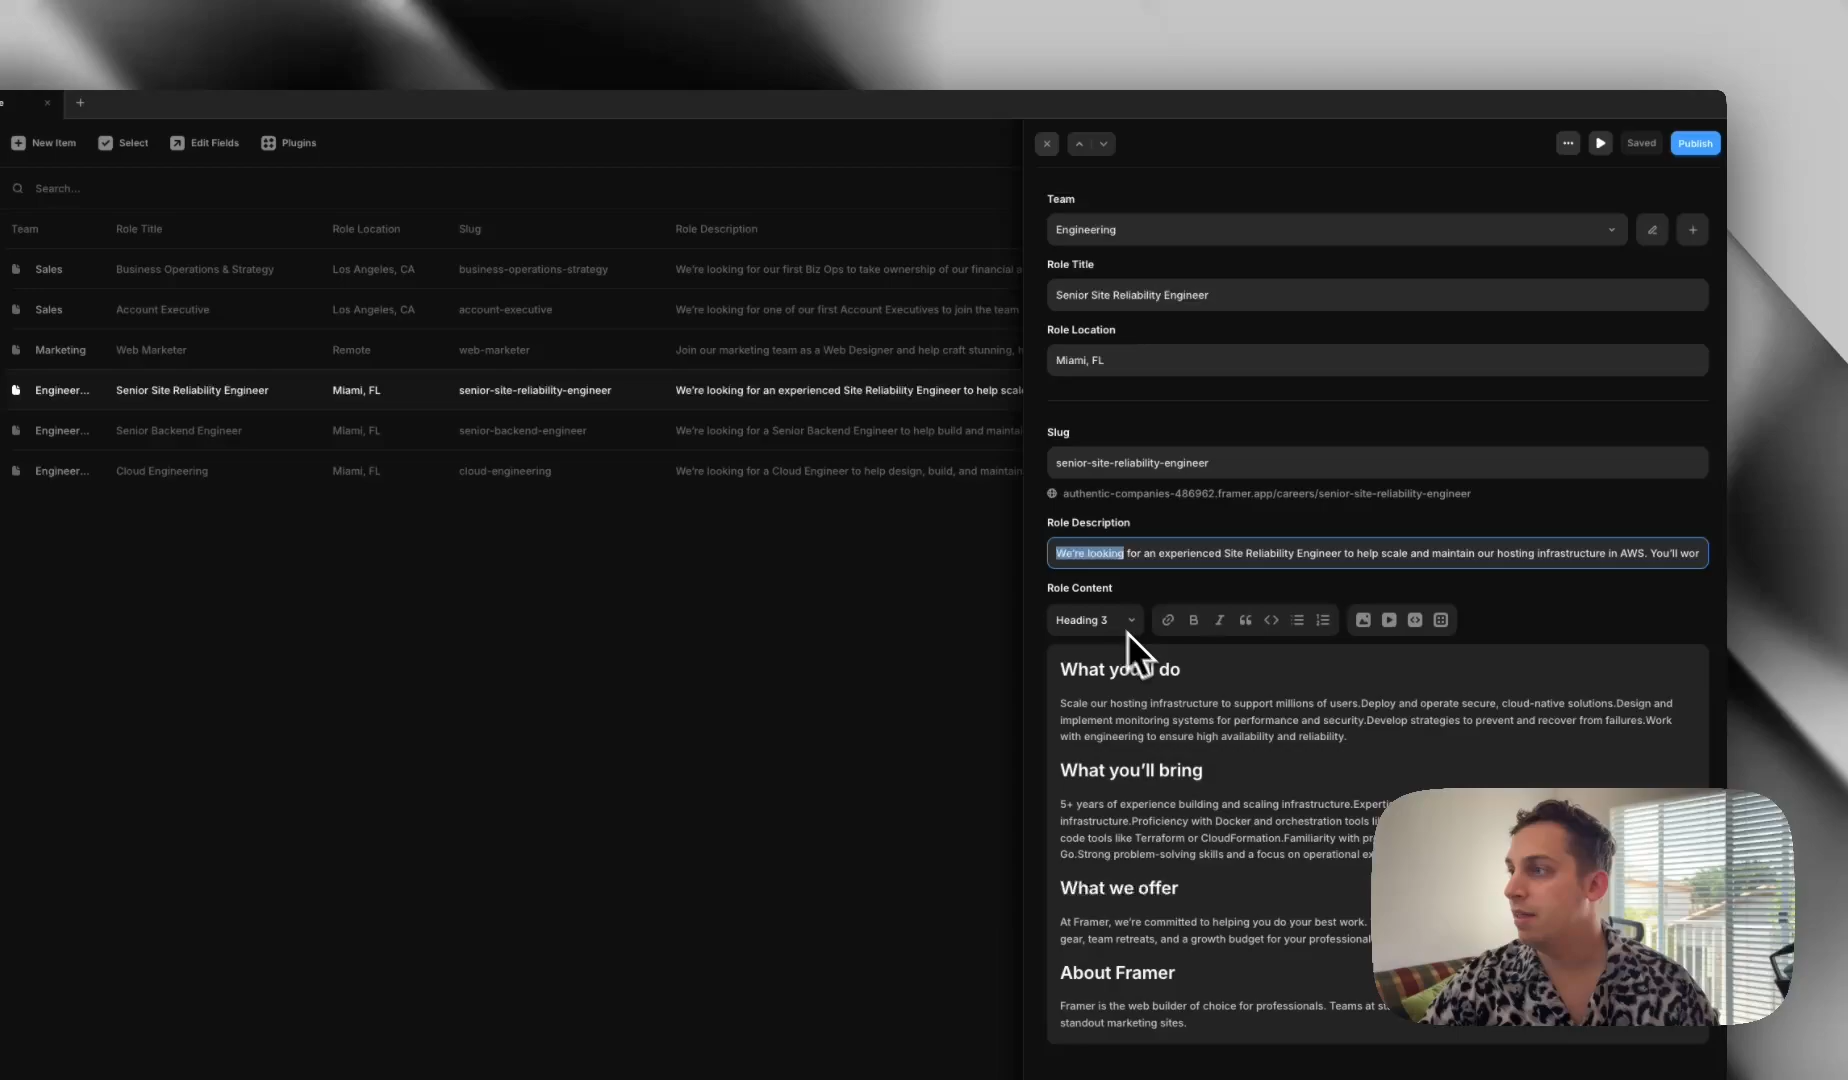 e
New Item Select Edit Fields Plugins
Search...
Team Role Title Role Location Slug Role Description
Sales Business Operations & Strategy Los Angeles, CA business-operations-strategy We're looking for our first Biz Ops to take ownership of our financial a
Sales Account Executive Los Angeles, CA account-executive We're looking for one of our first Account Executives to join the team
Marketing Web Marketer Remote web-marketer Join our marketing team as a Web Designer and help craft stunning, h
Engineer... Senior Site Reliability Engineer Miami, FL senior-site-reliability-engineer We're looking for an experienced Site Reliability Engineer to help scale
Engineer... Senior Backend Engineer Miami, FL senior-backend-engineer We're looking for a Senior Backend Engineer to help build and maintai
Engineer... Cloud Engineering Miami, FL cloud-engineering We're looking for a Cloud Engineer to help design, build, and maintain
Saved Publish
Team
Engineering
Role Title
Senior Site Reliability Engineer
Role Location
Miami, FL
Slug
senior-site-reliability-engineer
authentic-companies-486962.framer.app/careers/senior-site-reliability-engineer
Role Description
We're looking for an experienced Site Reliability Engineer to help scale and maintain our hosting infrastructure in AWS. You'll wor
Role Content
Heading 3
What do
Scale our hosting infrastructure to support millions of users.Deploy and operate secure, cloud-native solutions.Design and
implement monitoring systems for performance and security.Develop strategies to prevent and recover from failures.Work
with engineering to ensure high availability and reliability.
What you'll bring
5+ years of experience building and scaling infrastructure.Experti
infrastructure.Proficiency with Docker and orchestration tools li
code tools like Terraform or CloudFormation.Familiarity with pr
Go.Strong problem-solving skills and a focus on operational ex
What we offer
At Framer, we're committed to helping you do your best work.
gear, team retreats, and a growth budget for your professional
About Framer
Framer is the web builder of choice for professionals. Teams at st
standout marketing sites.